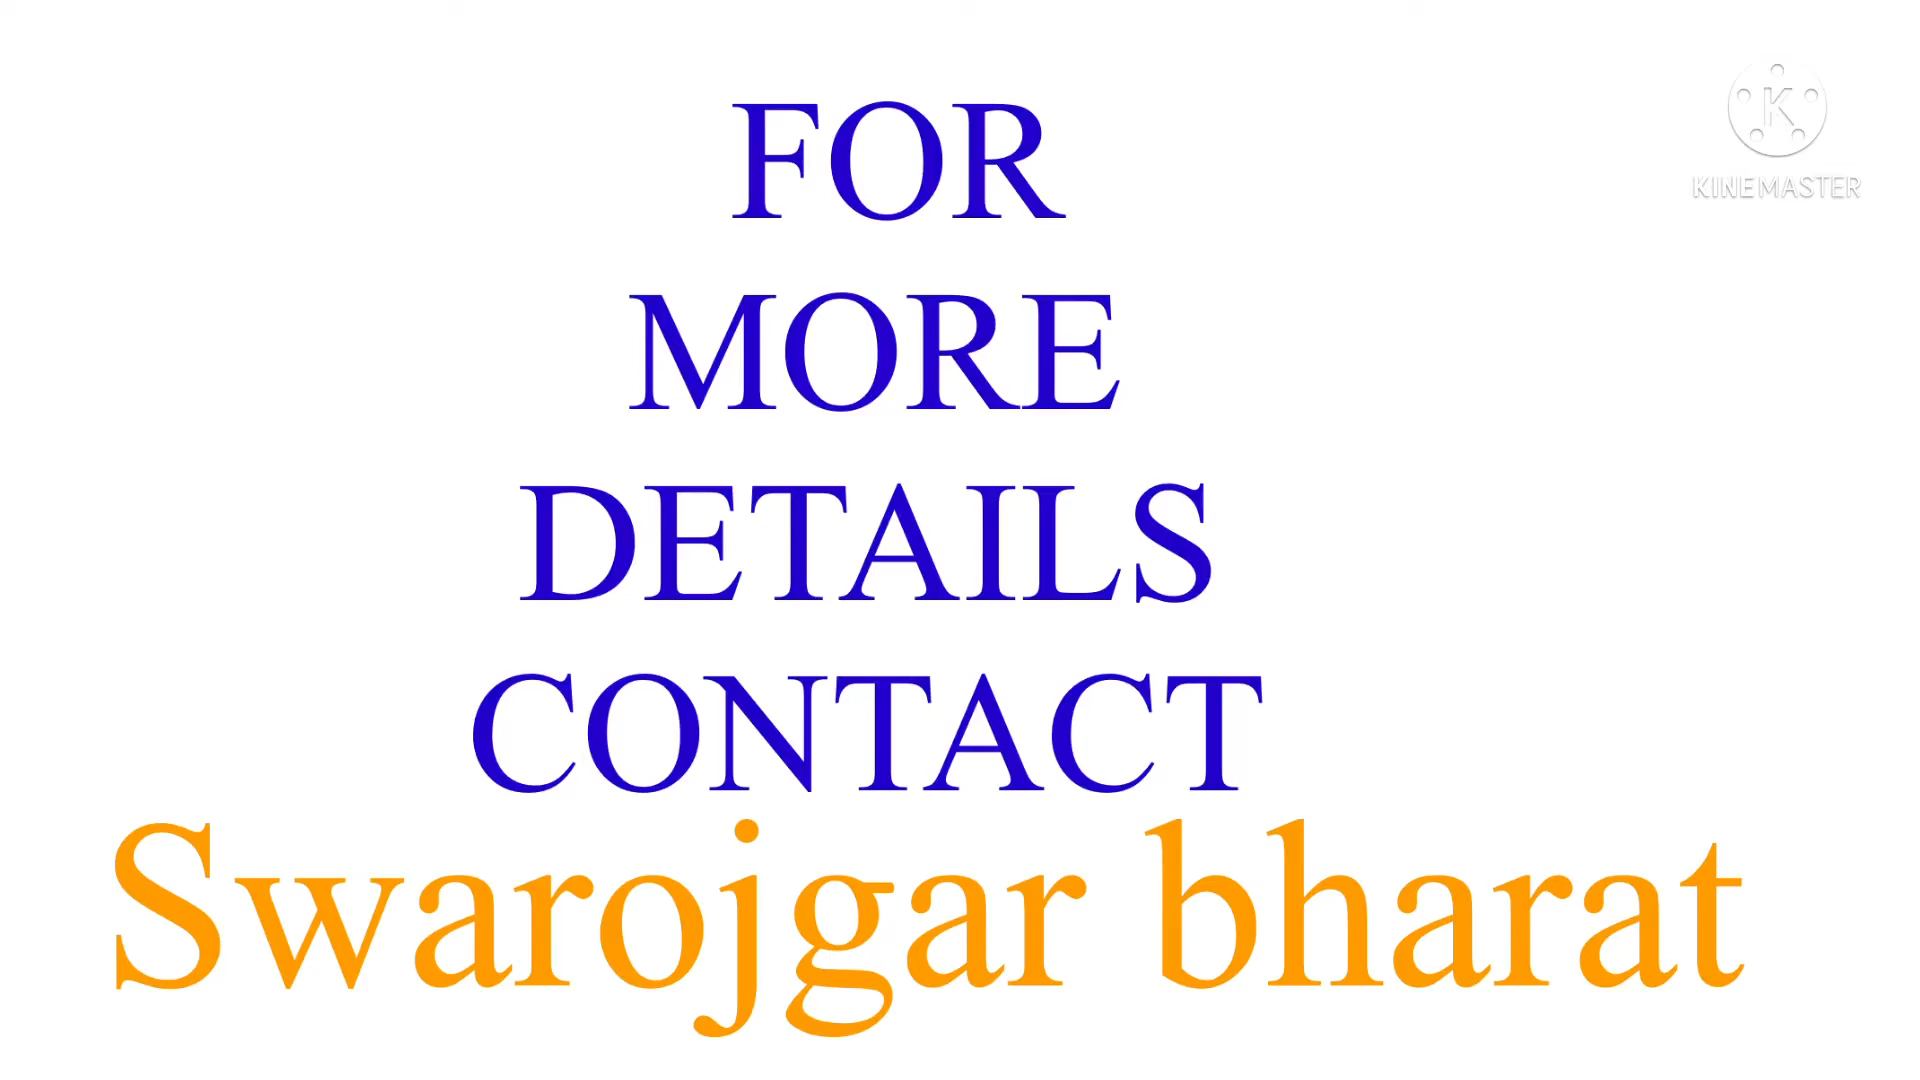 FOR
MORE
DETAILS
CONTACT
Swarojgar bharat
K
KINEMASTER